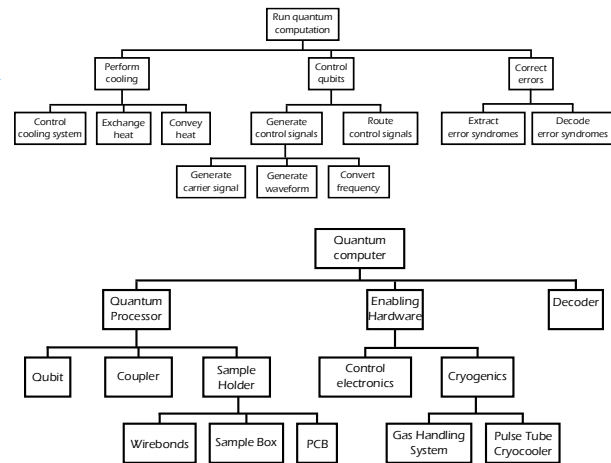 Run quantum
computation
Perform
cooling
Control
qubits
Correct
errors
Control
cooling system
Exchange
heat
Convey
heat
Generate
control signals
Route
control signals
Extract
error syndromes
Decode
error syndromes
Generate
carrier signal
Generate
waveform
Convert
frequency
Quantum
computer
Quantum
Processor
Enabling
Hardware
Decoder
Qubit
Coupler
Sample
Holder
Control
electronics
Cryogenics
Wirebonds
Sample Box
PCB
Gas Handling
System
Pulse Tube
Cryocooler